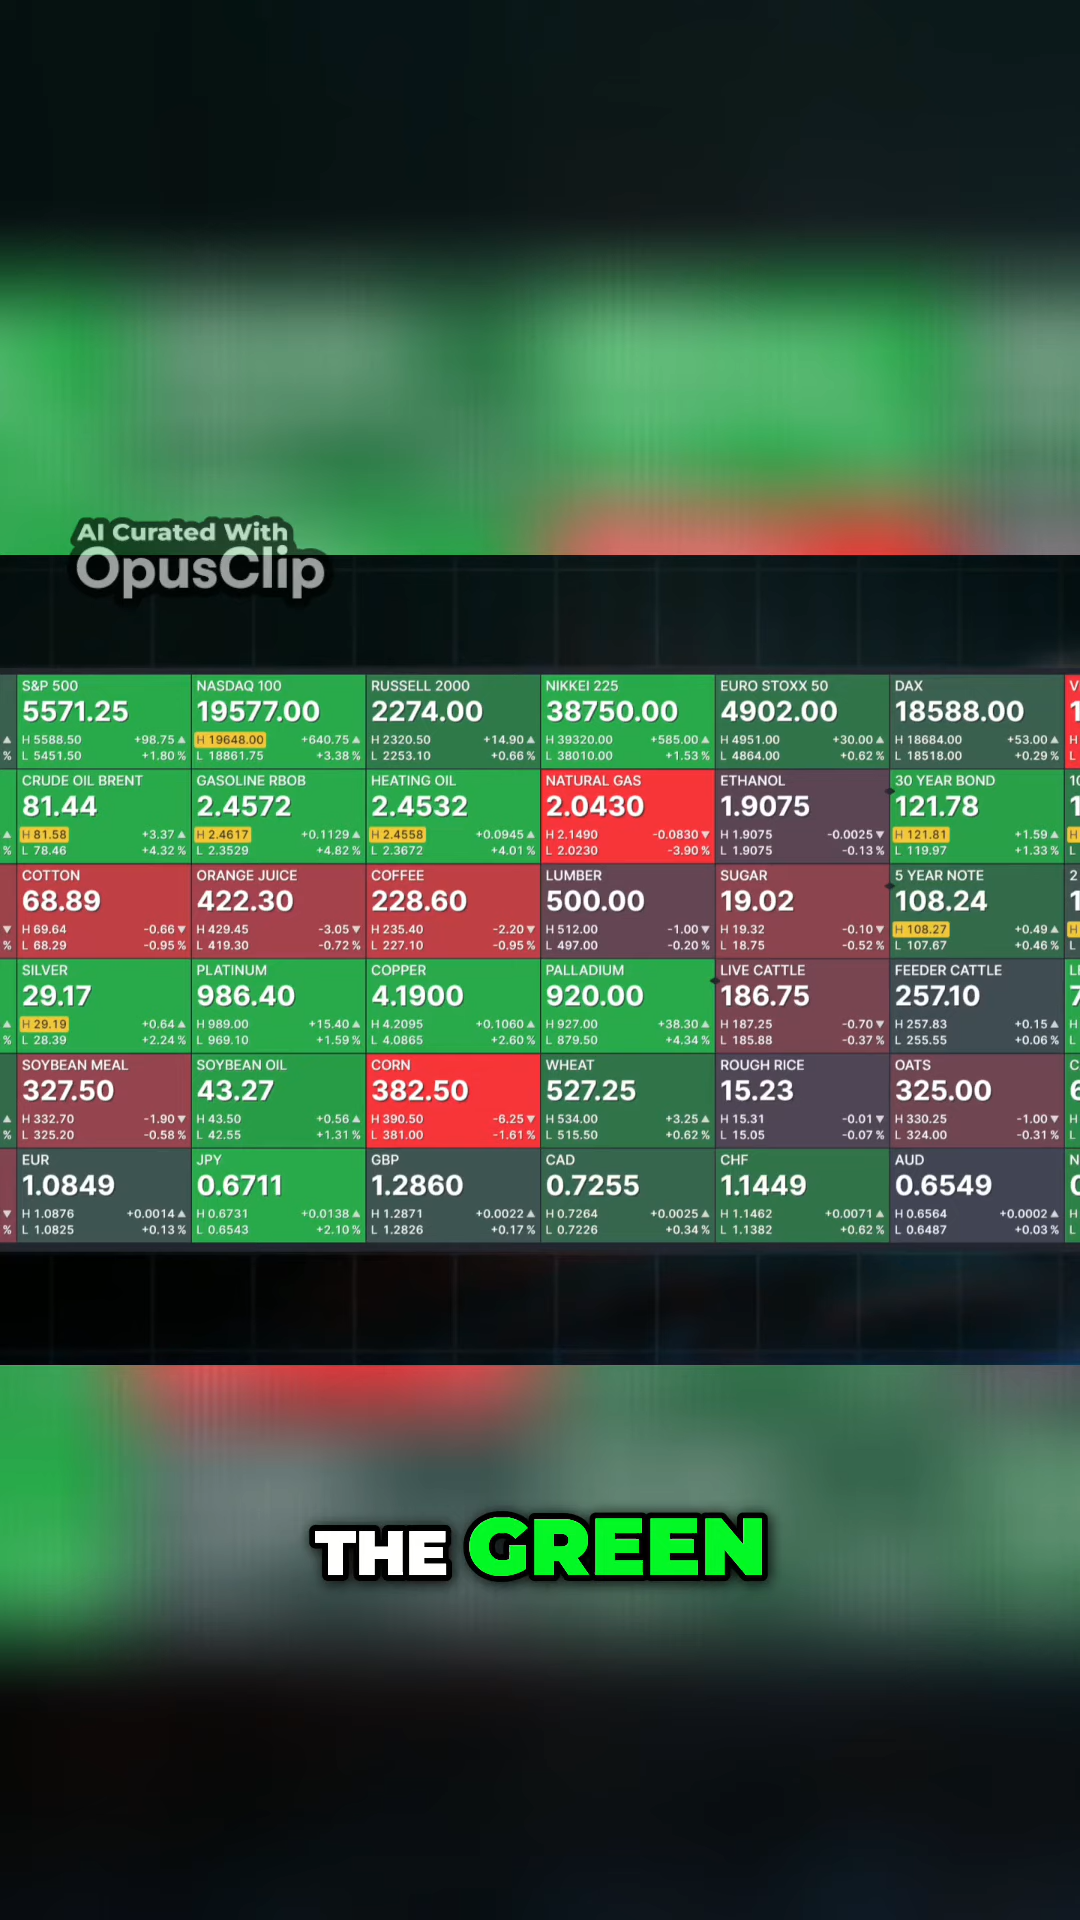 AI Curated With
OpusClip
S&P 500 NASDAQ 100 RUSSELL 2000 NIKKEI 225 EURO STOXX 50 DAX V
5571.25 19577.00 2274.00 38750.00 4902.00 18588.00 1
▲ H 5588.50 +98.75 ▲ H 19648.00 +640.75 ▲ H 2320.50 +14.90 ▲ H 39320.00 +585.00 ▲ H 4951.00 +30.00 ▲ H 18684.00 +53.00 ▲ H
% L 5451.50 +1.80 % L 18861.75 +3.38 % L 2253.10 +0.66 % L 38010.00 +1.53 % L 4864.00 +0.62 % L 18518.00 +0.29 % L
CRUDE OIL BRENT GASOLINE RBOB HEATING OIL NATURAL GAS ETHANOL 30 YEAR BOND 10
81.44 2.4572 2.4532 2.0430 1.9075 121.78 1
▲ H 81.58 +3.37 ▲ H 2.4617 +0.1129 ▲ H 2.4558 +0.0945 ▲ H 2.1490 -0.0830 ▼ H 1.9075 -0.0025 ▼ H 121.81 +1.59 ▲ H
% L 78.46 +4.32 % L 2.3529 +4.82 % L 2.3672 +4.01 % L 2.0230 -3.90 % L 1.9075 -0.13 % L 119.97 +1.33 % L
COTTON ORANGE JUICE COFFEE LUMBER SUGAR 5 YEAR NOTE 2
68.89 422.30 228.60 500.00 19.02 108.24 1
▼ H 69.64 -0.66 ▼ H 429.45 -3.05 ▼ H 235.40 -2.20 ▼ H 512.00 -1.00 ▼ H 19.32 -0.10 ▼ H 108.27 +0.49 ▲ H
% L 68.29 -0.95 % L 419.30 -0.72 % L 227.10 -0.95 % L 497.00 -0.20 % L 18.75 -0.52 % L 107.67 +0.46 % L
SILVER PLATINUM COPPER PALLADIUM LIVE CATTLE FEEDER CATTLE LE
29.17 986.40 4.1900 920.00 186.75 257.10 7
▲ H 29.19 +0.64 ▲ H 989.00 +15.40 ▲ H 4.2095 +0.1060 ▲ H 927.00 +38.30 ▲ H 187.25 -0.70 ▼ H 257.83 +0.15 ▲ H
% L 28.39 +2.24 % L 969.10 +1.59 % L 4.0865 +2.60 % L 879.50 +4.34 % L 185.88 -0.37 % L 255.55 +0.06 % L
SOYBEAN MEAL SOYBEAN OIL CORN WHEAT ROUGH RICE OATS C
327.50 43.27 382.50 527.25 15.23 325.00 6
▲ H 332.70 -1.90 ▼ H 43.50 +0.56 ▲ H 390.50 -6.25 ▼ H 534.00 +3.25 ▲ H 15.31 -0.01 ▼ H 330.25 -1.00 ▼ H
% L 325.20 -0.58 % L 42.55 +1.31 % L 381.00 -1.61 % L 515.50 +0.62 % L 15.05 -0.07 % L 324.00 -0.31 % L
EUR JPY GBP CAD CHF AUD N
1.0849 0.6711 1.2860 0.7255 1.1449 0.6549 0
▼ H 1.0876 +0.0014 ▲ H 0.6731 +0.0138 ▲ H 1.2871 +0.0022 ▲ H 0.7264 +0.0025 ▲ H 1.1462 +0.0071 ▲ H 0.6564 +0.0002 ▲ H
% L 1.0825 +0.13 % L 0.6543 +2.10 % L 1.2826 +0.17 % L 0.7226 +0.34 % L 1.1382 +0.62 % L 0.6487 +0.03 % L
THE GREEN